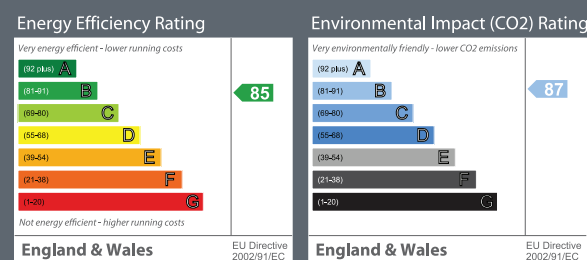 Energy Efficiency Rating
Very energy efficient - lower running costs
(92 plus) A
(81-91) B
(69-80) C
(55-68) D
(39-54) E
(21-38) F
(1-20) G
85
Not energy efficient - higher running costs
England & Wales
EU Directive
2002/91/EC
Environmental Impact (CO2) Rating
Very environmentally friendly - lower CO2 emissions
(92 plus) A
(81-91) B
(69-80) C
(55-68) D
(39-54) E
(21-38) F
(1-20) G
87
England & Wales
EU Directive
2002/91/EC